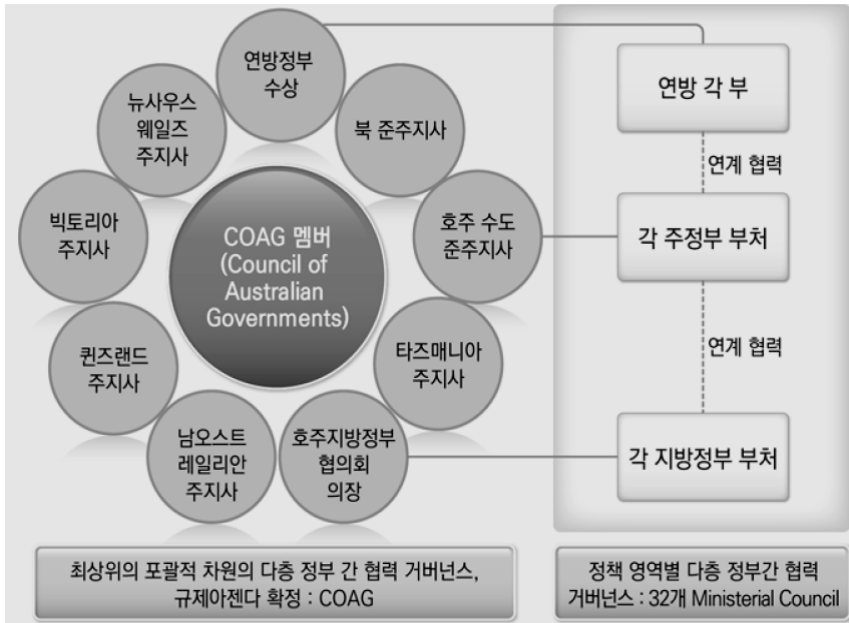 연방정부
수상
북 준주지사
호주 수도
준주지사
타즈매니아
주지사
호주지방정부
협의회
의장
남오스트
레일리안
주지사
퀸즈랜드
주지사
빅토리아
주지사
뉴사우스
웨일즈
주지사
COAG 멤버
(Council of
Australian
Governments)
연방 각 부
연계 협력
각 주정부 부처
연계 협력
각 지방정부 부처
최상위의 포괄적 차원의 다층 정부 간 협력 거버넌스,
규제아젠다 확정 : COAG
정책 영역별 다층 정부간 협력
거버넌스 : 32개 Ministerial Council